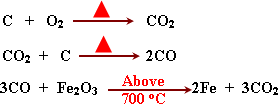 C + O₂ → CO₂
CO₂ + C → 2CO
3CO + Fe₂O₃ Above 700 °C → 2Fe + 3CO₂